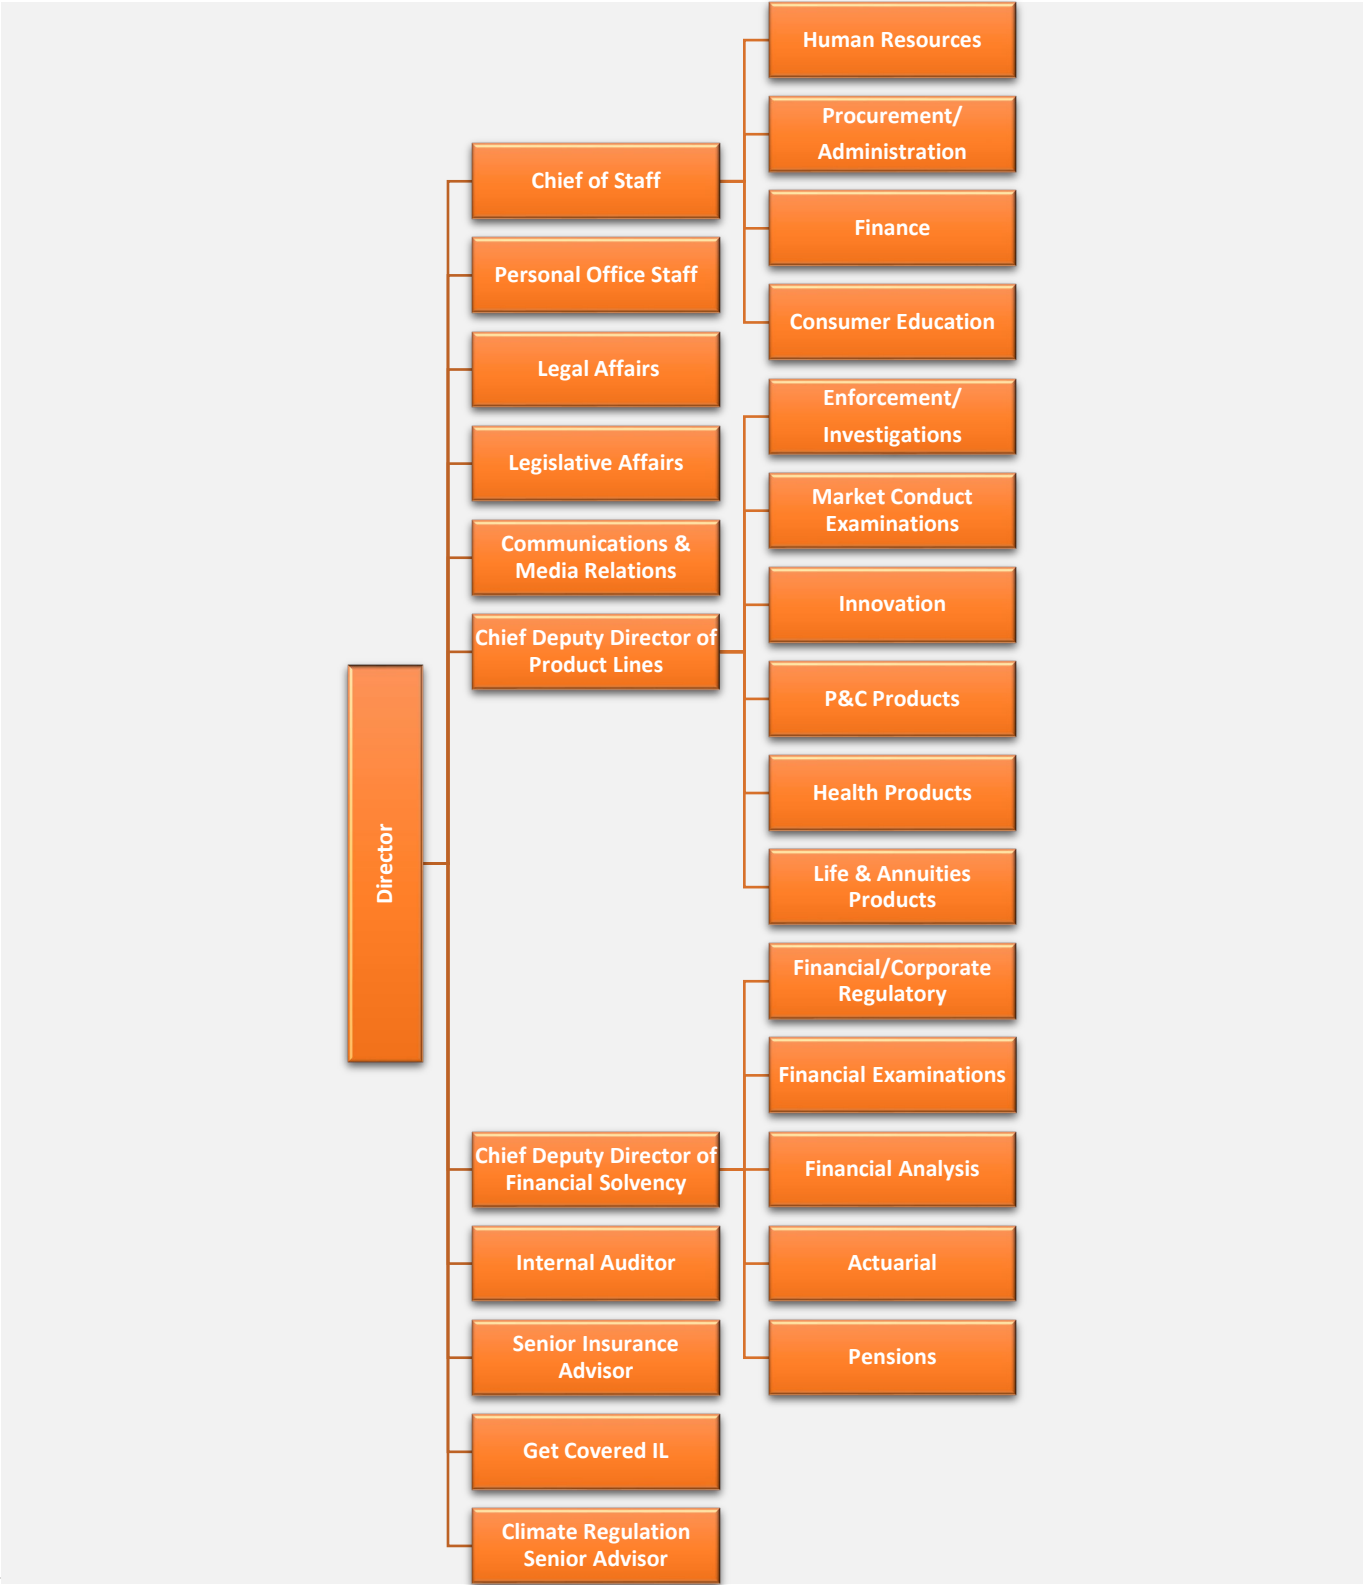 Director
Chief of Staff
Human Resources
Procurement/
Administration
Finance
Consumer Education
Personal Office Staff
Legal Affairs
Legislative Affairs
Communications &
Media Relations
Chief Deputy Director of
Product Lines
Enforcement/
Investigations
Market Conduct
Examinations
Innovation
P&C Products
Health Products
Life & Annuities
Products
Chief Deputy Director of
Financial Solvency
Financial/Corporate
Regulatory
Financial Examinations
Financial Analysis
Actuarial
Pensions
Internal Auditor
Senior Insurance
Advisor
Get Covered IL
Climate Regulation
Senior Advisor